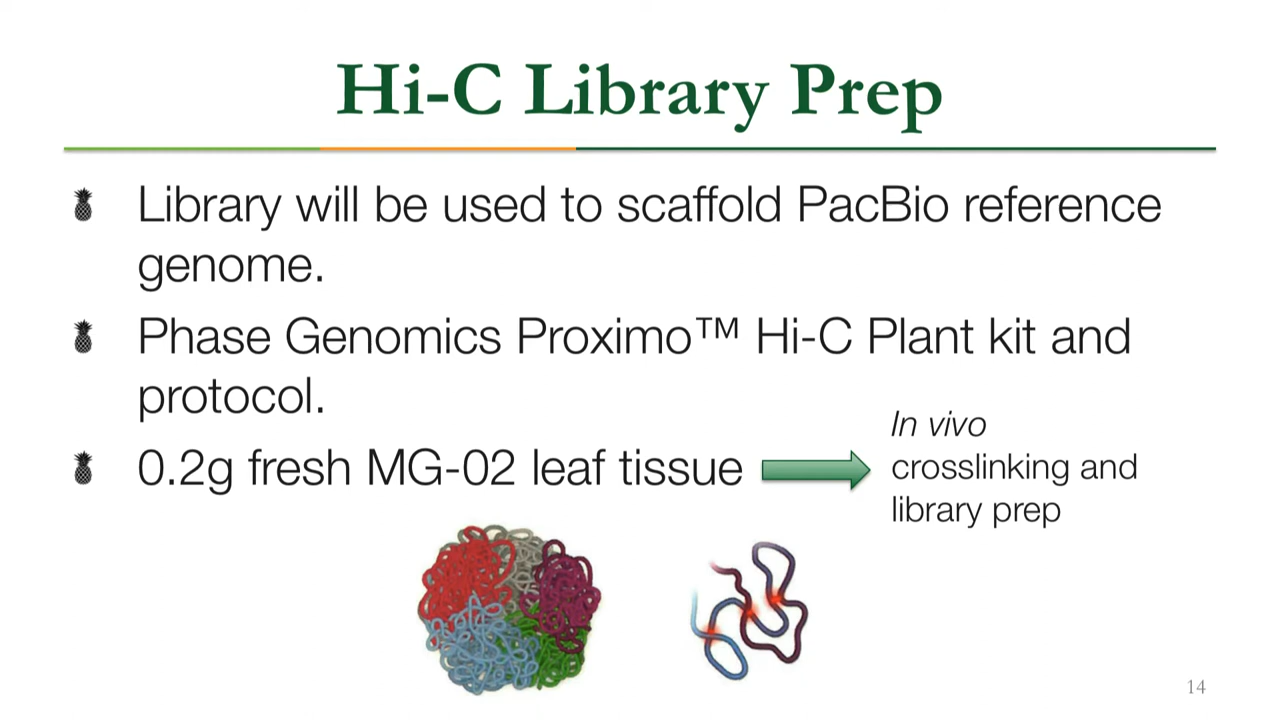 Hi-C Library Prep
Library will be used to scaffold PacBio reference
genome.
Phase Genomics Proximo™ Hi-C Plant kit and
protocol.
0.2g fresh MG-02 leaf tissue
In vivo
crosslinking and
library prep
14